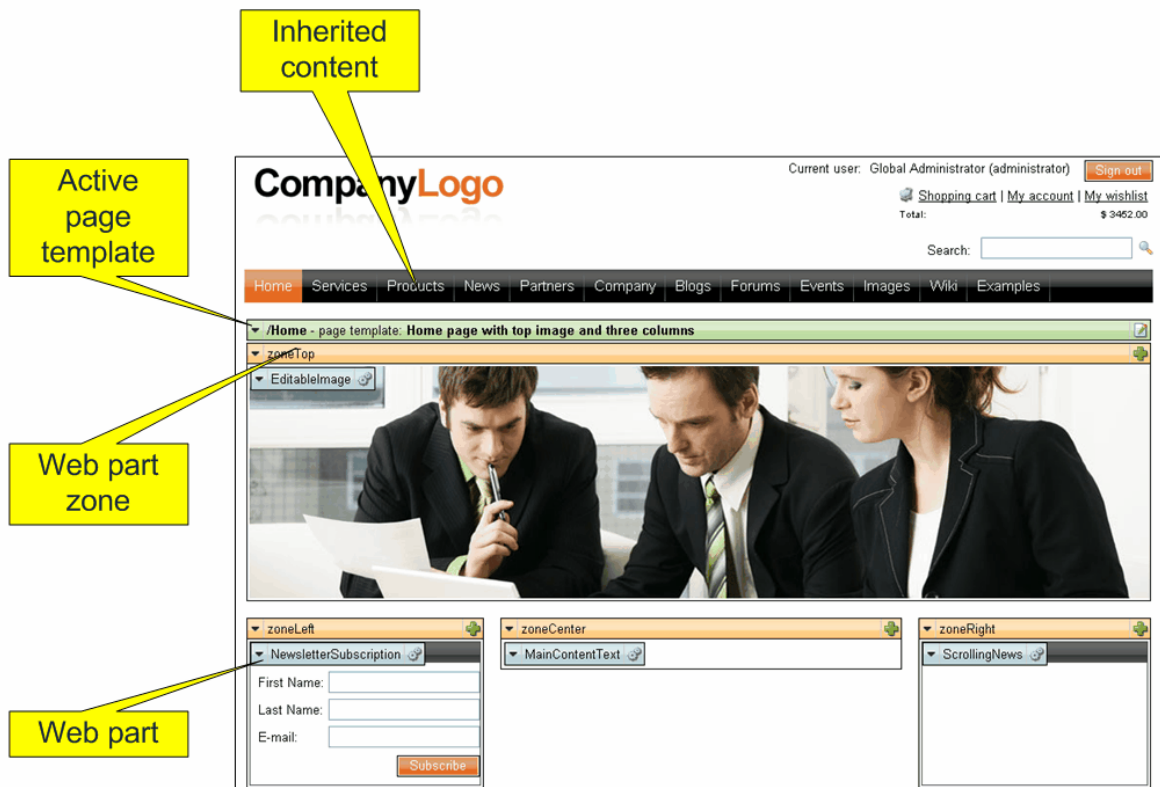 Inherited
content
Active
page
template
CompanyLogo
Current user: Global Administrator (administrator) Sign out
Shopping cart | My account | My wishlist
Total: $ 3452.00
Search:
Home Services Products News Partners Company Blogs Forums Events Images Wiki Examples
/Home - page template: Home page with top image and three columns
zoneTop
EditableImage
Web part
zone
zoneLeft zoneCenter zoneRight
NewsletterSubscription MainContentText ScrollingNews
First Name:
Last Name:
E-mail:
Subscribe
Web part